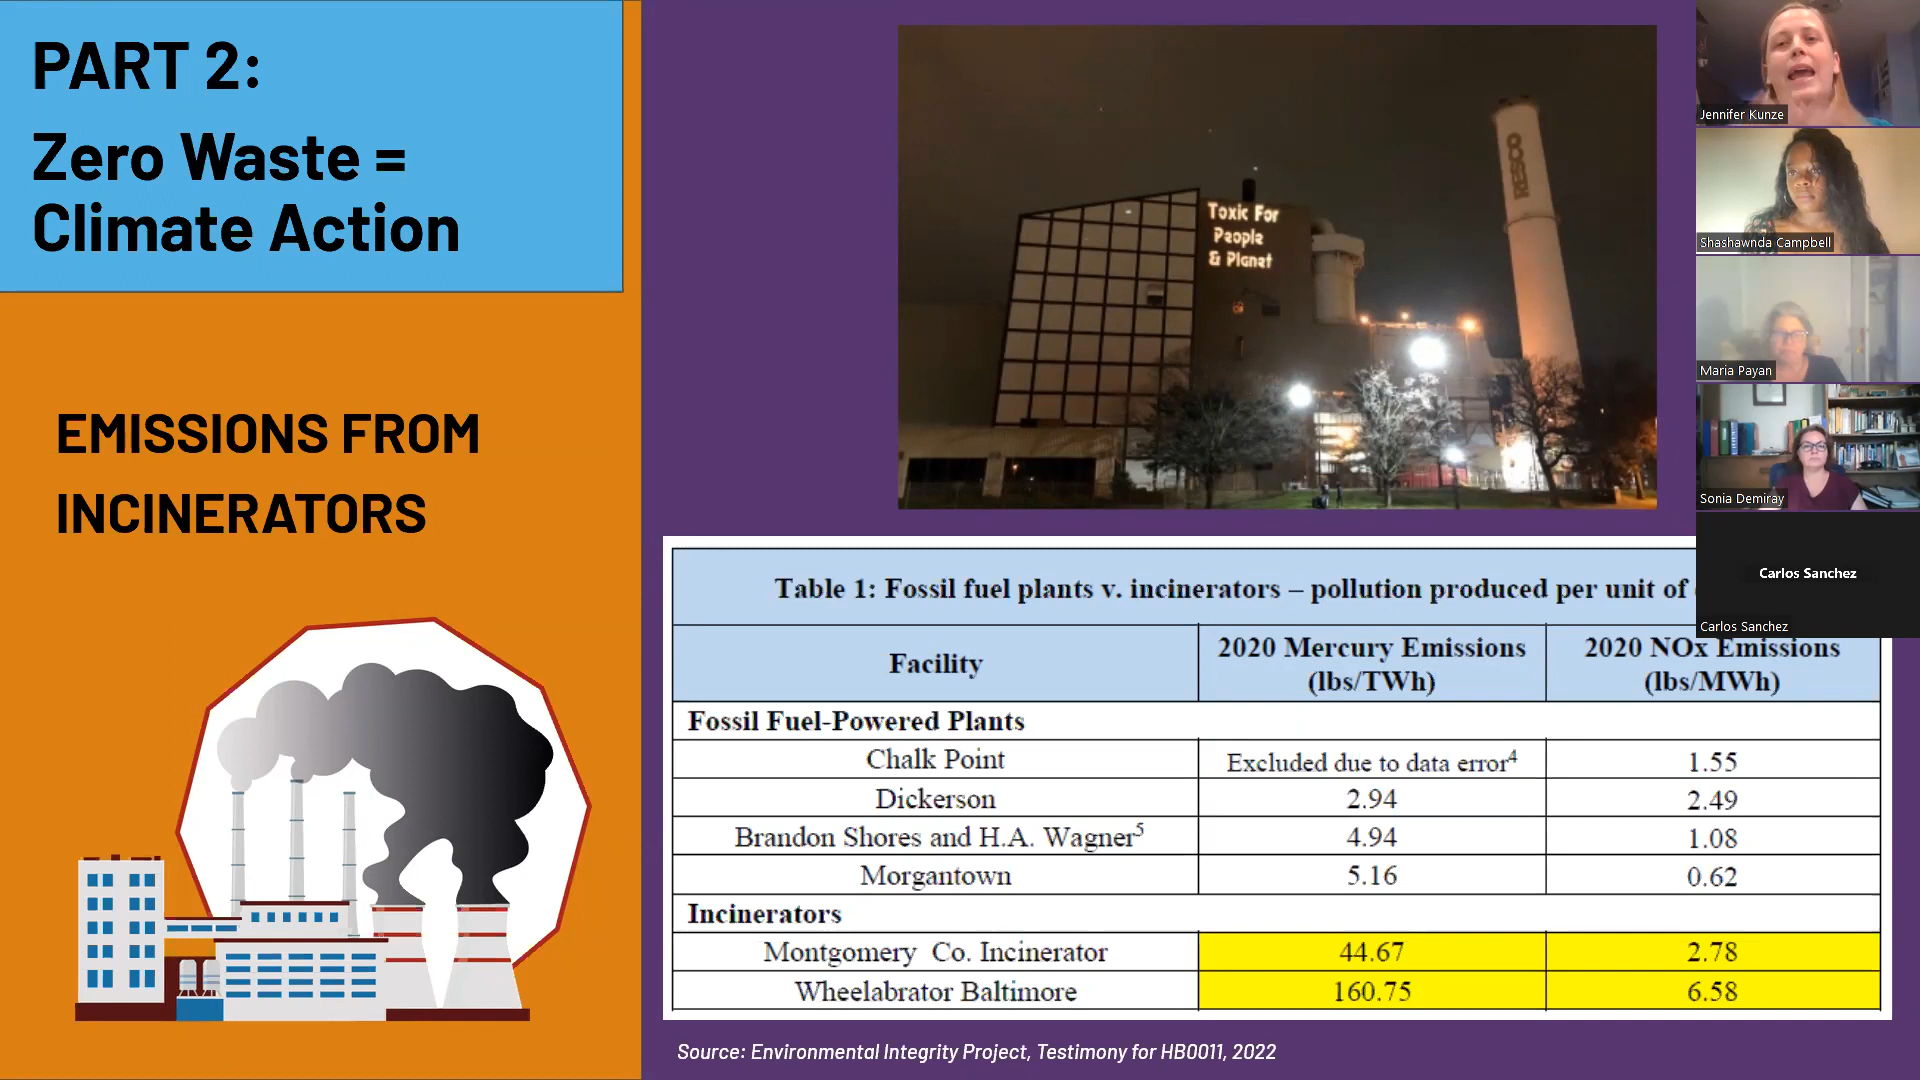 PART 2:
Zero Waste =
Climate Action
EMISSIONS FROM
INCINERATORS
RESCO
Toxic For
People
& Planet
Jennifer Kunze
Shashawnda Campbell
Maria Payan
Sonia Demiray
Carlos Sanchez
Carlos Sanchez
Table 1: Fossil fuel plants v. incinerators – pollution produced per unit of
Facility
2020 Mercury Emissions
(lbs/TWh)
2020 NOx Emissions
(lbs/MWh)
Fossil Fuel-Powered Plants
Chalk Point Excluded due to data error4 1.55
Dickerson 2.94 2.49
Brandon Shores and H.A. Wagner5 4.94 1.08
Morgantown 5.16 0.62
Incinerators
Montgomery Co. Incinerator 44.67 2.78
Wheelabrator Baltimore 160.75 6.58
Source: Environmental Integrity Project, Testimony for HB0011, 2022